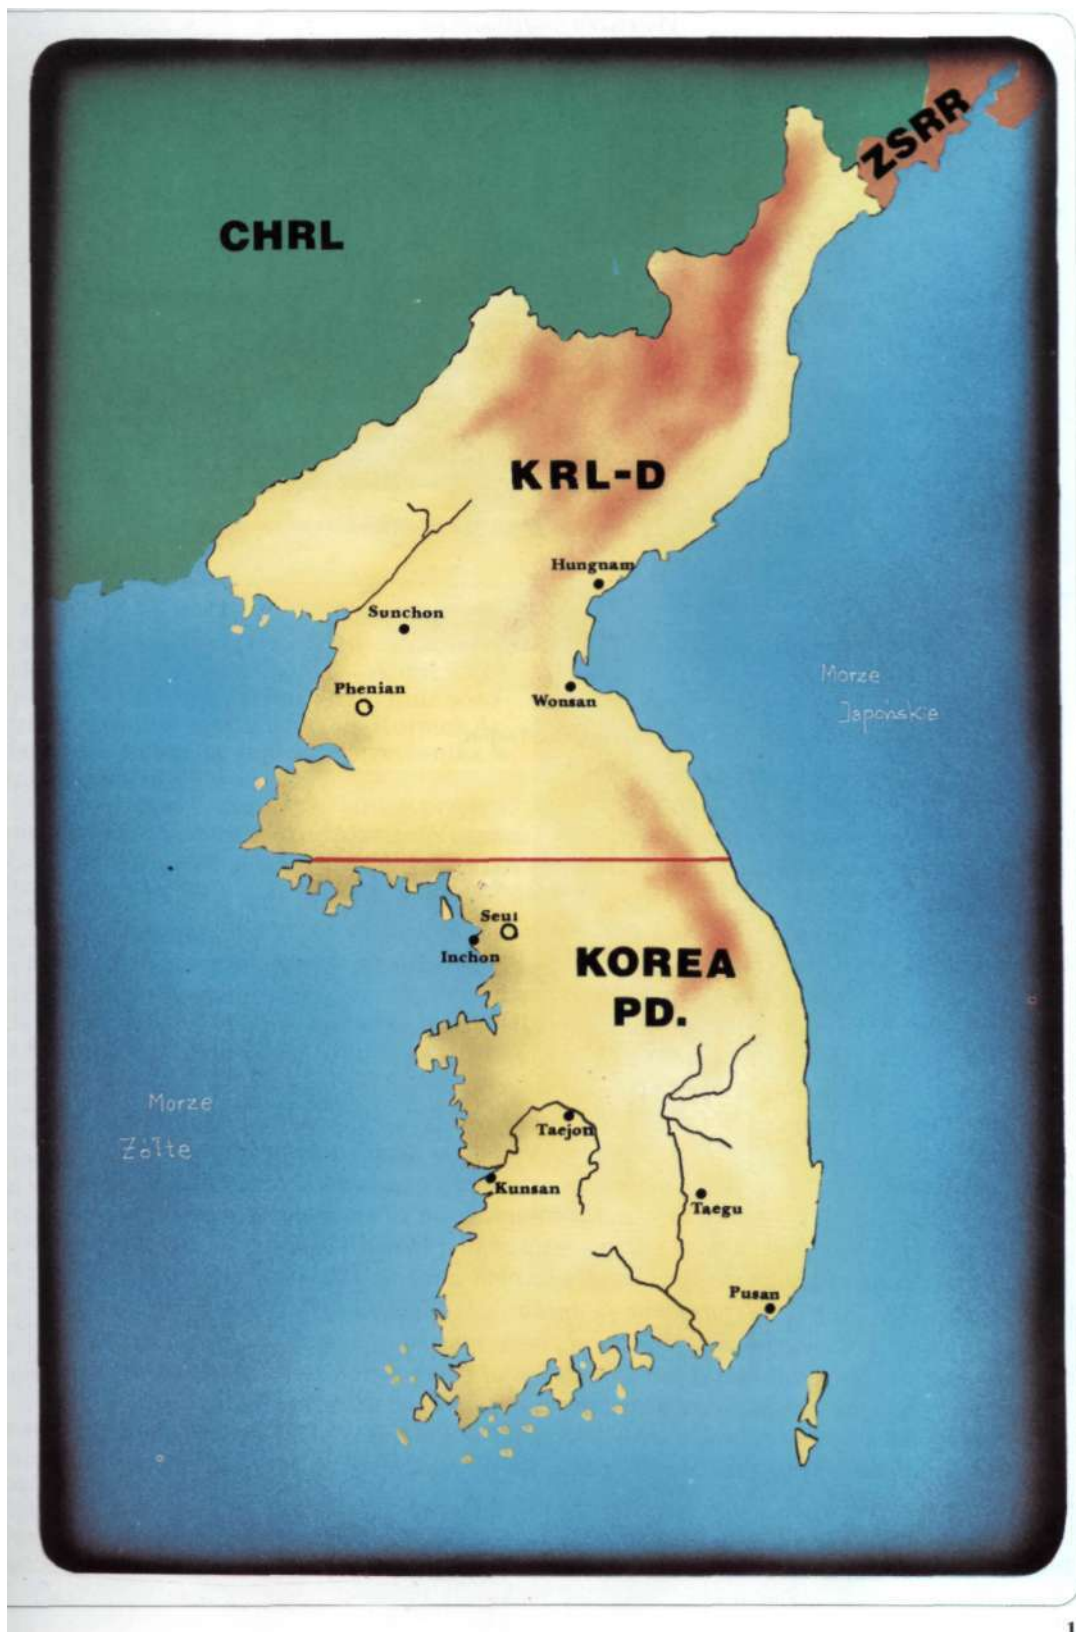 ZSRR
CHRL
KRL-D
Hungnam
Sunchon
Phenian
Wonsan
Morze
Japońskie
Seul
Inchon
KOREA
PD.
Morze
Żółte
Taejon
Kunsan
Taegu
Pusan
1